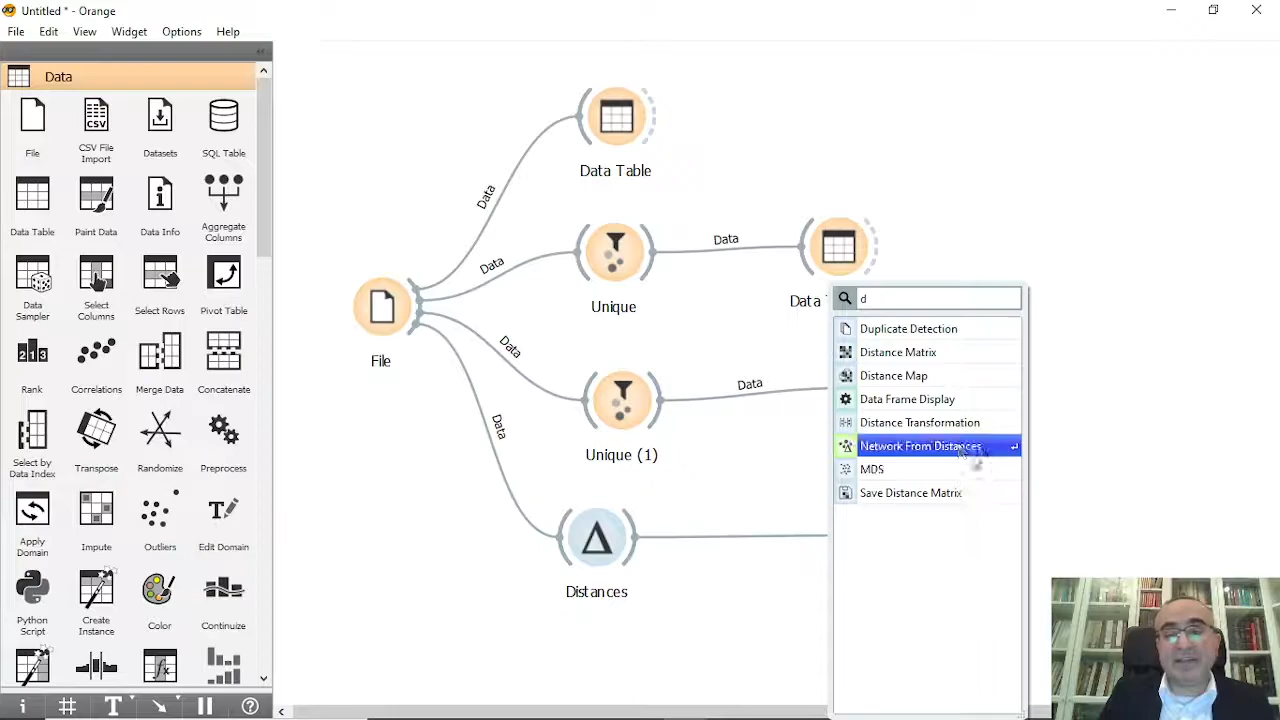 Untitled * - Orange
File Edit View Widget Options Help
Data
File
CSV File
Import
Datasets
SQL Table
Data Table
Paint Data
Data Info
Aggregate
Columns
Data
Sampler
Select
Columns
Select Rows
Pivot Table
Rank
Correlations
Merge Data
Concatenate
Select by
Data Index
Transpose
Randomize
Preprocess
Apply
Domain
Impute
Outliers
Edit Domain
Python
Script
Create
Instance
Color
Continuize
File
Data
Data
Data
Data
Data Table
Unique
Data
Data T
Unique (1)
Data
Distances
d
Duplicate Detection
Distance Matrix
Distance Map
Data Frame Display
Distance Transformation
Network From Distances
MDS
Save Distance Matrix